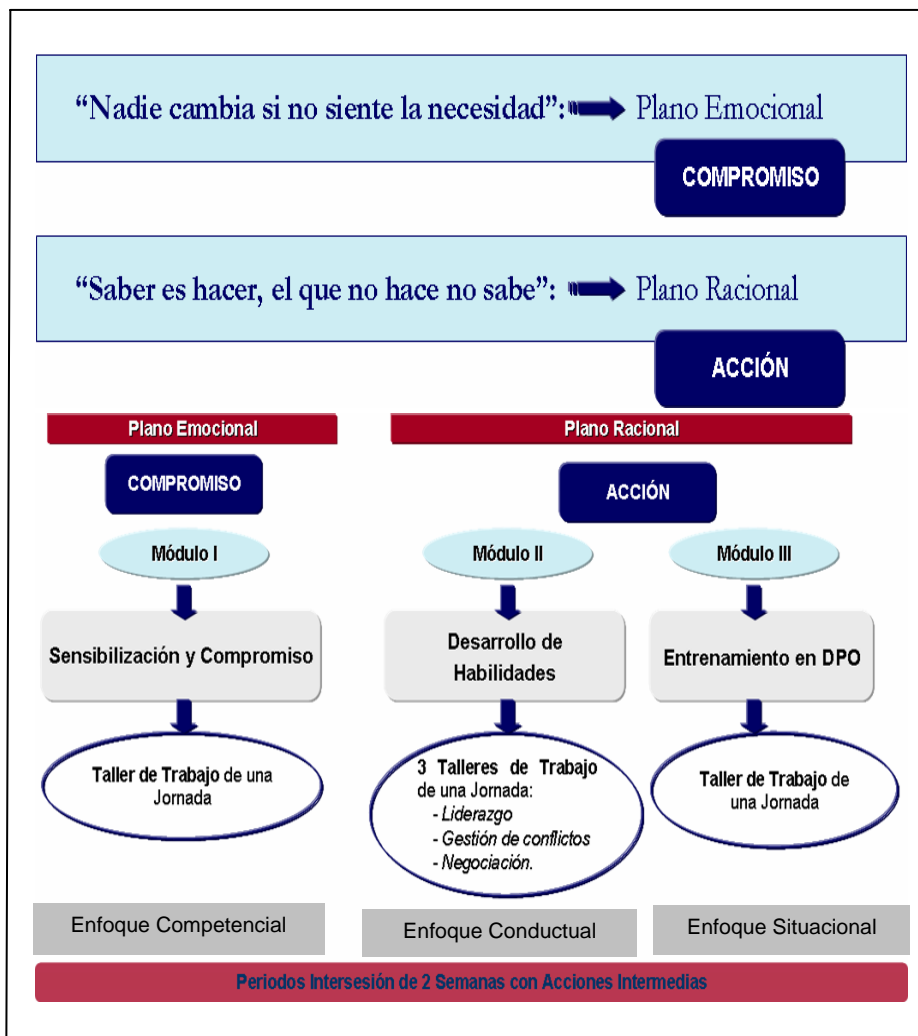 “Nadie cambia si no siente la necesidad”: Plano Emocional
COMPROMISO
“Saber es hacer, el que no hace no sabe”: Plano Racional
ACCIÓN
Plano Emocional
Plano Racional
COMPROMISO
ACCIÓN
Módulo I
Módulo II
Módulo III
Sensibilización y Compromiso
Desarrollo de
Habilidades
Entrenamiento en DPO
Taller de Trabajo de una
Jornada
3 Talleres de Trabajo
de una Jornada:
- Liderazgo
- Gestión de conflictos
- Negociación.
Taller de Trabajo de
una Jornada
Enfoque Competencial
Enfoque Conductual
Enfoque Situacional
Periodos Intersesión de 2 Semanas con Acciones Intermedias